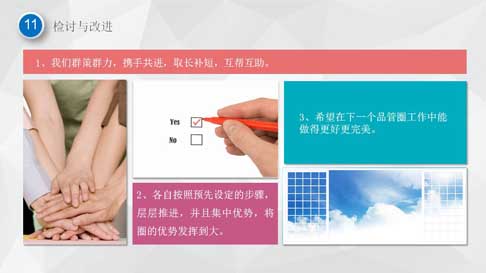 11 检讨与改进
1、我们群策群力，携手共进，取长补短，互帮互助。
Yes
No
3、希望在下一个品管圈工作中能
做得更好更完美。
2、各自按照预先设定的步骤，
层层推进，并且集中优势，将
圈的优势发挥到大。